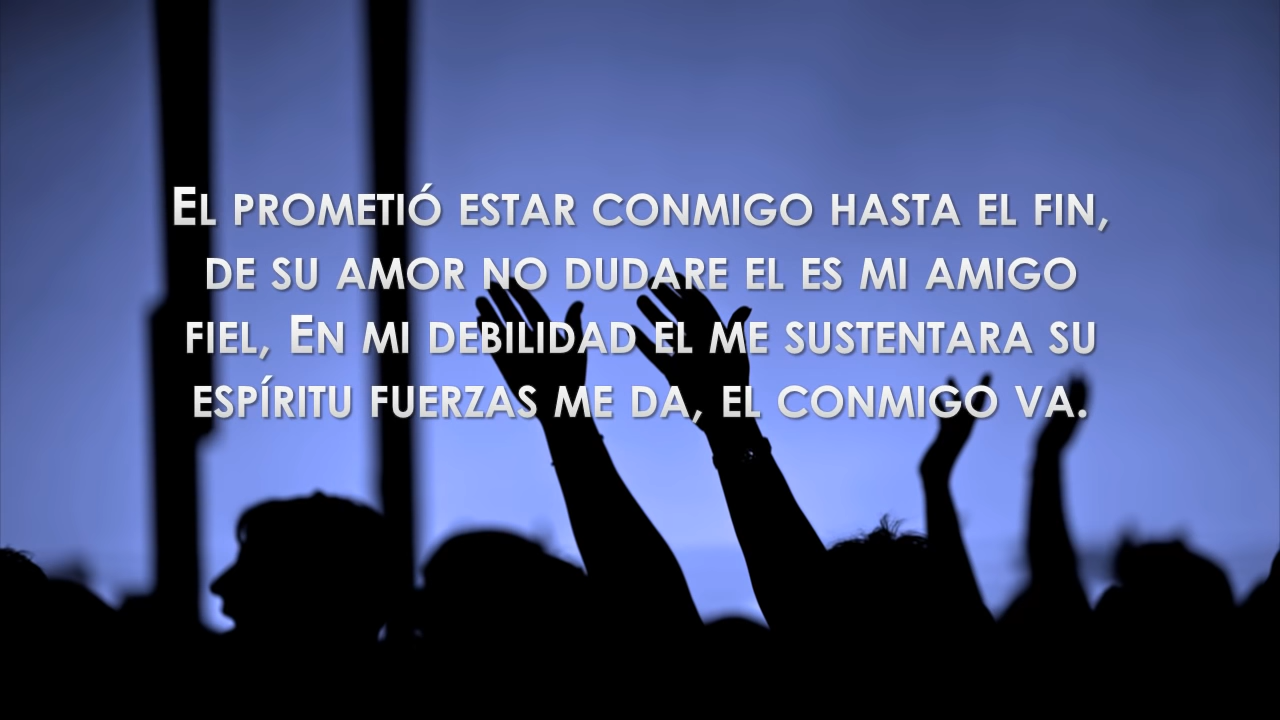 El prometió estar conmigo hasta el fin,
de su amor no dudare el es mi amigo
fiel, En mi debilidad el me sustentara su
espíritu fuerzas me da, el conmigo va.